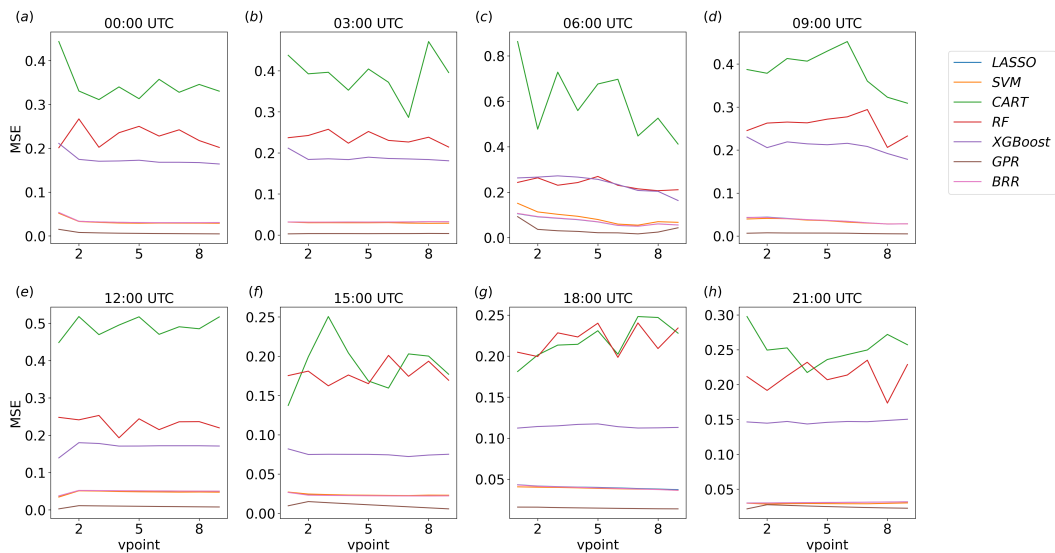 (a) 00:00 UTC
(b) 03:00 UTC
(c) 06:00 UTC
(d) 09:00 UTC
MSE
0.4
0.3
0.2
0.1
0.0
2 5 8
0.4
0.3
0.2
0.1
0.0
2 5 8
0.8
0.6
0.4
0.2
0.0
2 5 8
0.4
0.3
0.2
0.1
0.0
2 5 8
LASSO
SVM
CART
RF
XGBoost
GPR
BRR
(e) 12:00 UTC
(f) 15:00 UTC
(g) 18:00 UTC
(h) 21:00 UTC
MSE
0.5
0.4
0.3
0.2
0.1
0.0
2 5 8
vpoint
0.25
0.20
0.15
0.10
0.05
0.00
2 5 8
vpoint
0.25
0.20
0.15
0.10
0.05
2 5 8
vpoint
0.30
0.25
0.20
0.15
0.10
0.05
2 5 8
vpoint